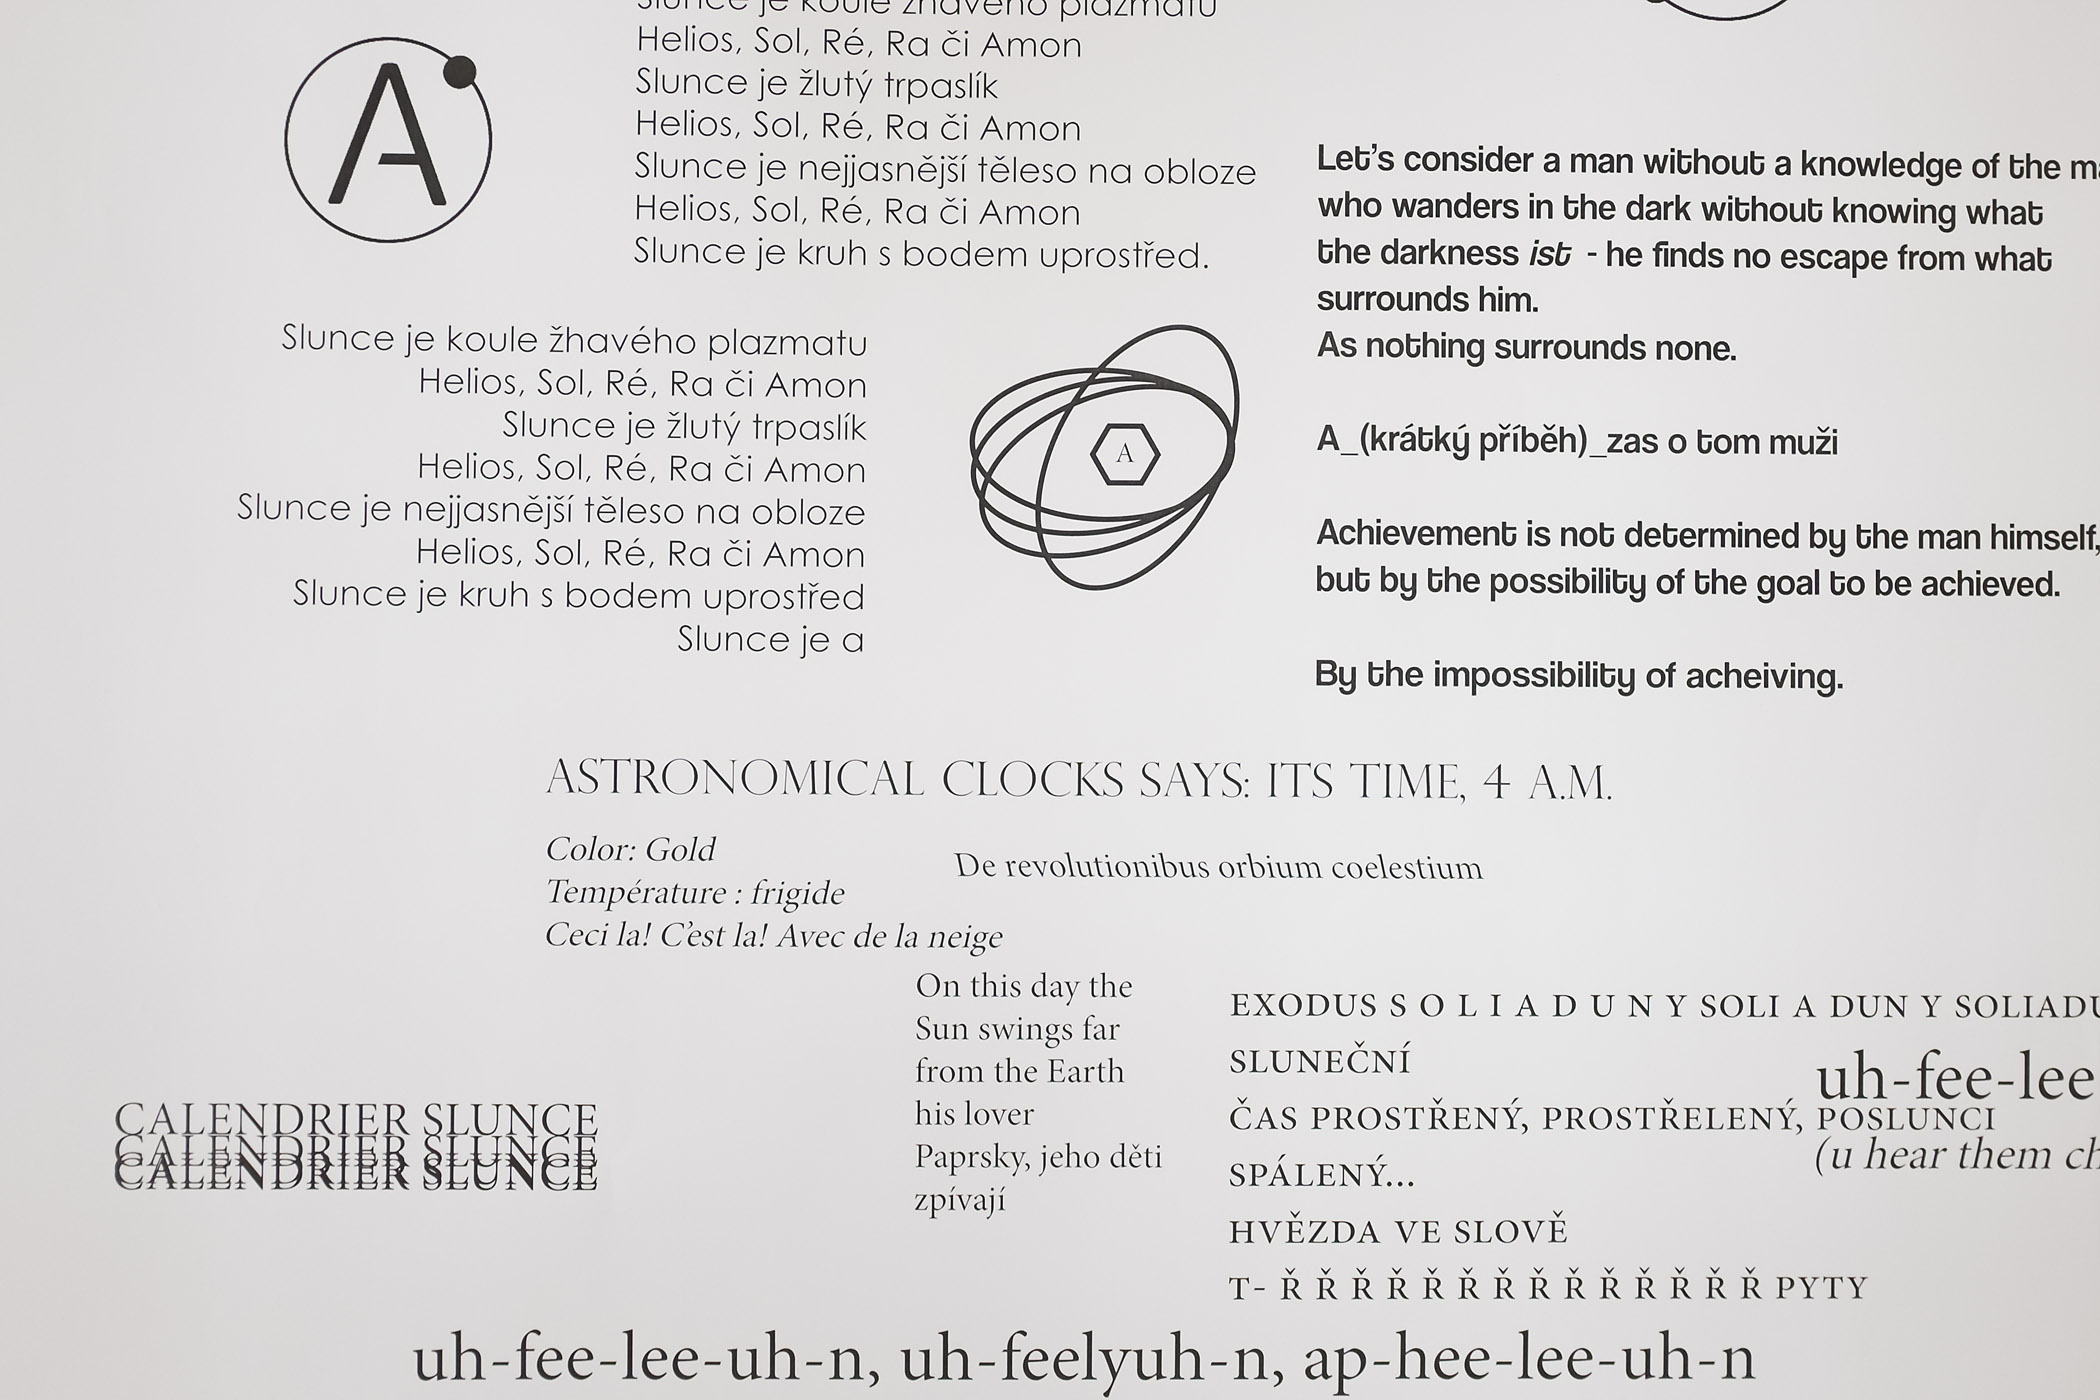 Slunce je koule žhavého plazmatu
Helios, Sol, Ré, Ra či Amon
Slunce je žlutý trpaslík
Helios, Sol, Ré, Ra či Amon
Slunce je nejjasnější těleso na obloze
Helios, Sol, Ré, Ra či Amon
Slunce je kruh s bodem uprostřed.
A
Slunce je koule žhavého plazmatu
Helios, Sol, Ré, Ra či Amon
Slunce je žlutý trpaslík
Helios, Sol, Ré, Ra či Amon
Slunce je nejjasnější těleso na obloze
Helios, Sol, Ré, Ra či Amon
Slunce je kruh s bodem uprostřed
Slunce je a
A
Let's consider a man without a knowledge of the
who wanders in the dark without knowing what
the darkness ist - he finds no escape from what
surrounds him.
As nothing surrounds none.
A_(krátký příběh)_zas o tom muži
Achievement is not determined by the man himself,
but by the possibility of the goal to be achieved.
By the impossibility of acheiving.
ASTRONOMICAL CLOCKS SAYS: ITS TIME, 4 A.M.
Color: Gold
Température : frigide
Ceci la! C'est la! Avec de la neige
De revolutionibus orbium coelestium
On this day the
Sun swings far
from the Earth
his lover
Paprsky, jeho děti
zpívají
EXODUS S O L I A D U N Y SOLI A DUN Y SOLIADU
SLUNEČNÍ
ČAS PROSTŘENÝ, PROSTŘELENÝ, POSLUNCI
SPÁLENÝ...
HVĚZDA VE SLOVĚ
T- Ř Ř Ř Ř Ř Ř Ř Ř Ř Ř Ř Ř Ř Ř PYTY
uh-fee-lee
(u hear them ch
CALENDRIER SLUNCE
CALENDRIER SLUNCE
CALENDRIER SLUNCE
uh-fee-lee-uh-n, uh-feelyuh-n, ap-hee-lee-uh-n